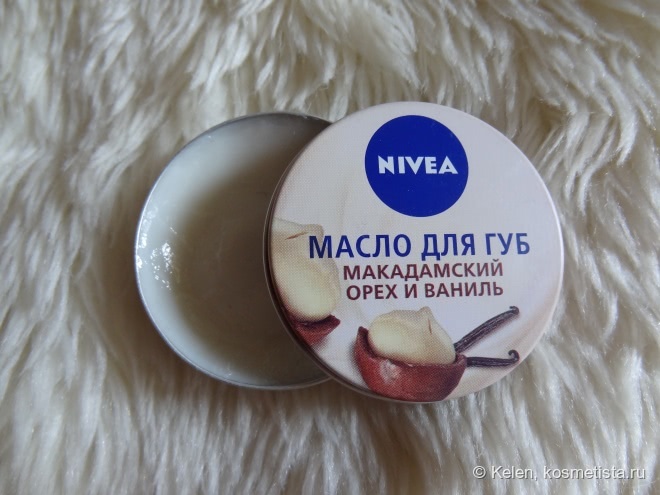 NIVEA
МАСЛО ДЛЯ ГУБ
МАКАДАМСКИЙ
ОРЕХ И ВАНИЛЬ
© Kelen, kosmetista.ru